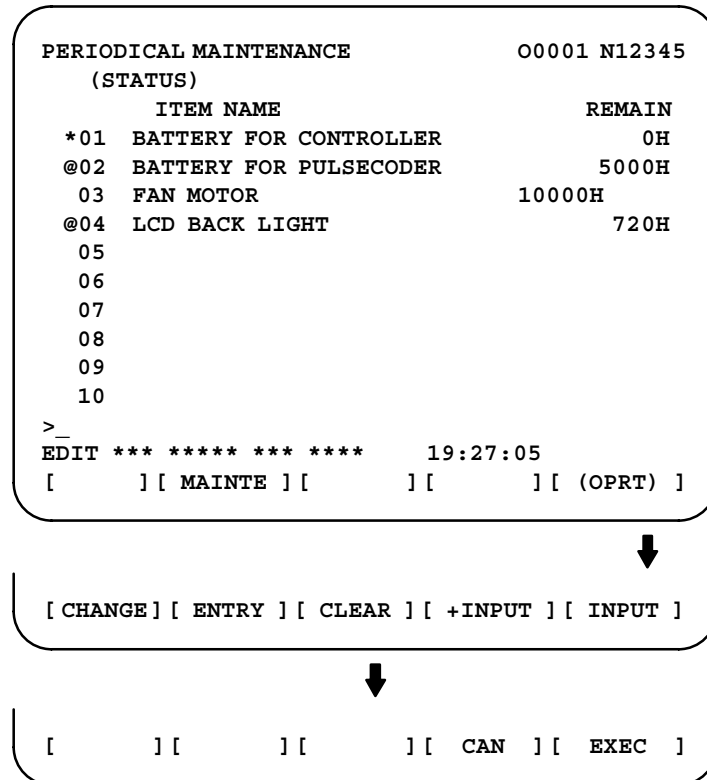 PERIODICAL MAINTENANCE O0001 N12345
(STATUS)
ITEM NAME REMAIN
*01 BATTERY FOR CONTROLLER 0H
@02 BATTERY FOR PULSECODER 5000H
03 FAN MOTOR 10000H
@04 LCD BACK LIGHT 720H
05
06
07
08
09
10
>_
EDIT *** ***** *** **** 19:27:05
[ ] [ MAINTE ] [ ] [ ] [ (OPRT) ]
[ CHANGE ] [ ENTRY ] [ CLEAR ] [ +INPUT ] [ INPUT ]
[ ] [ ] [ ] [ CAN ] [ EXEC ]